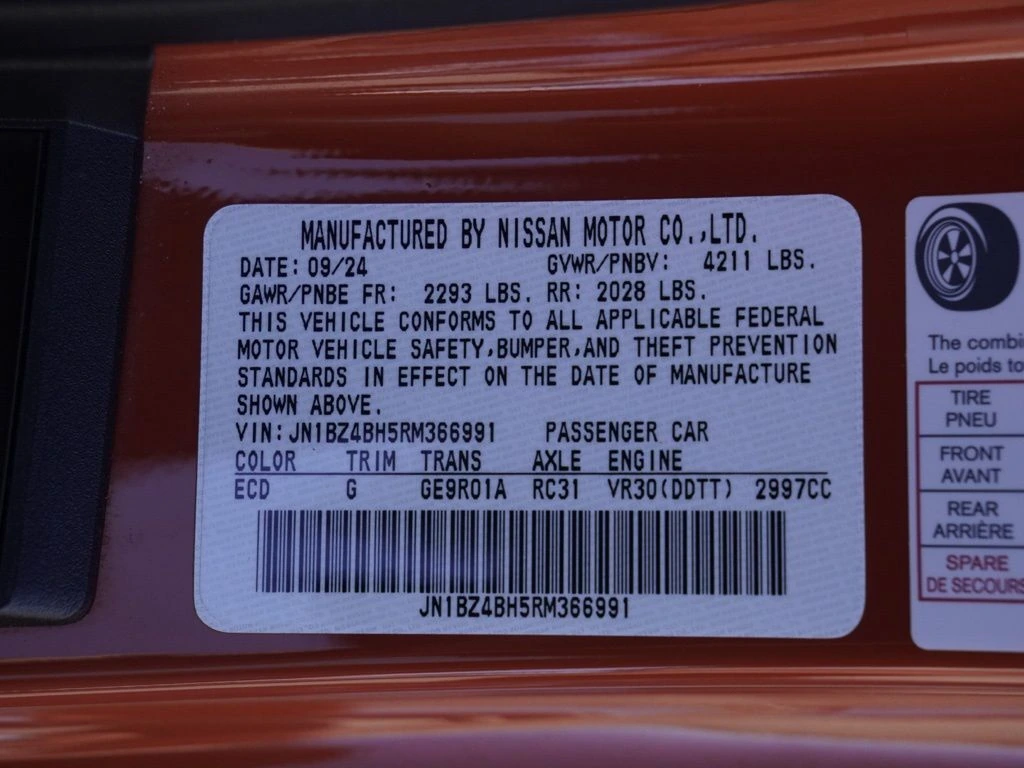 MANUFACTURED BY NISSAN MOTOR CO.,LTD.
DATE: 09/24 GVWR/PNBV: 4211 LBS.
GAWR/PNBE FR: 2293 LBS. RR: 2028 LBS.
THIS VEHICLE CONFORMS TO ALL APPLICABLE FEDERAL
MOTOR VEHICLE SAFETY,BUMPER,AND THEFT PREVENTION
STANDARDS IN EFFECT ON THE DATE OF MANUFACTURE
SHOWN ABOVE.
VIN: JN1BZ4BH5RM366991 PASSENGER CAR
COLOR TRIM TRANS AXLE ENGINE
ECD G GE9R01A RC31 VR30(DDTT) 2997CC
JN1BZ4BH5RM366991
The combi
Le poids to
TIRE
PNEU
FRONT
AVANT
REAR
ARRIÈRE
SPARE
DE SECOURS